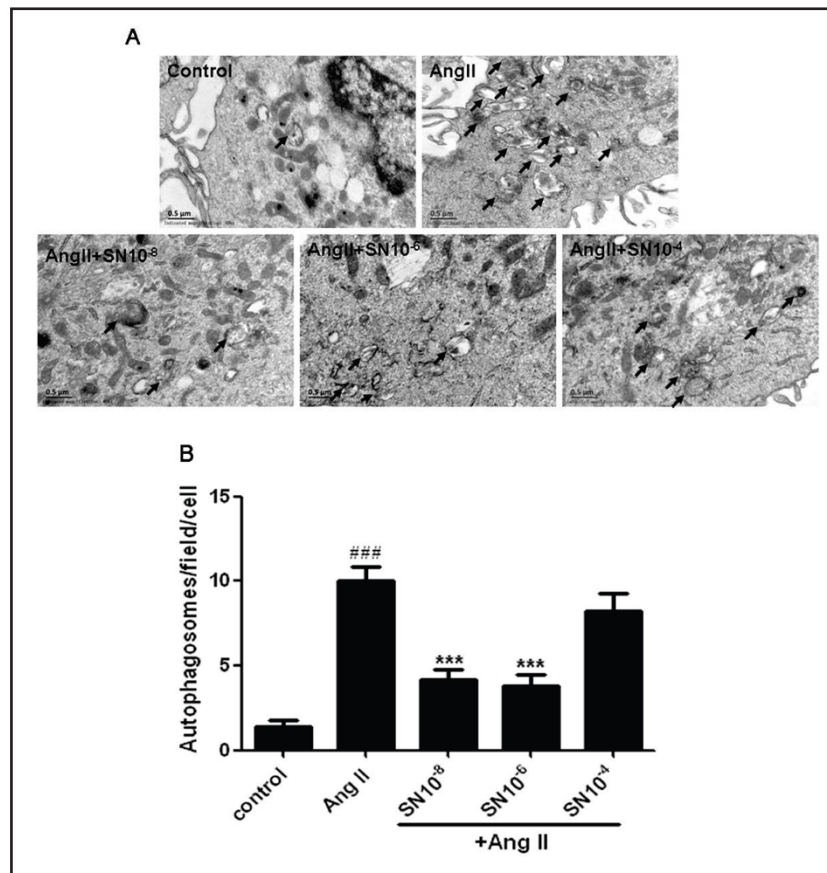 A
Control
AngII
0.5 μm
0.5 μm
AngII+SN10⁻⁸
AngII+SN10⁻⁶
AngII+SN10⁻⁴
0.5 μm
0.5 μm
0.5 μm
B
Autophagosomes/field/cell
15
10
5
0
###
***
***
control
Ang II
SN10⁻⁸
SN10⁻⁶
SN10⁻⁴
+Ang II